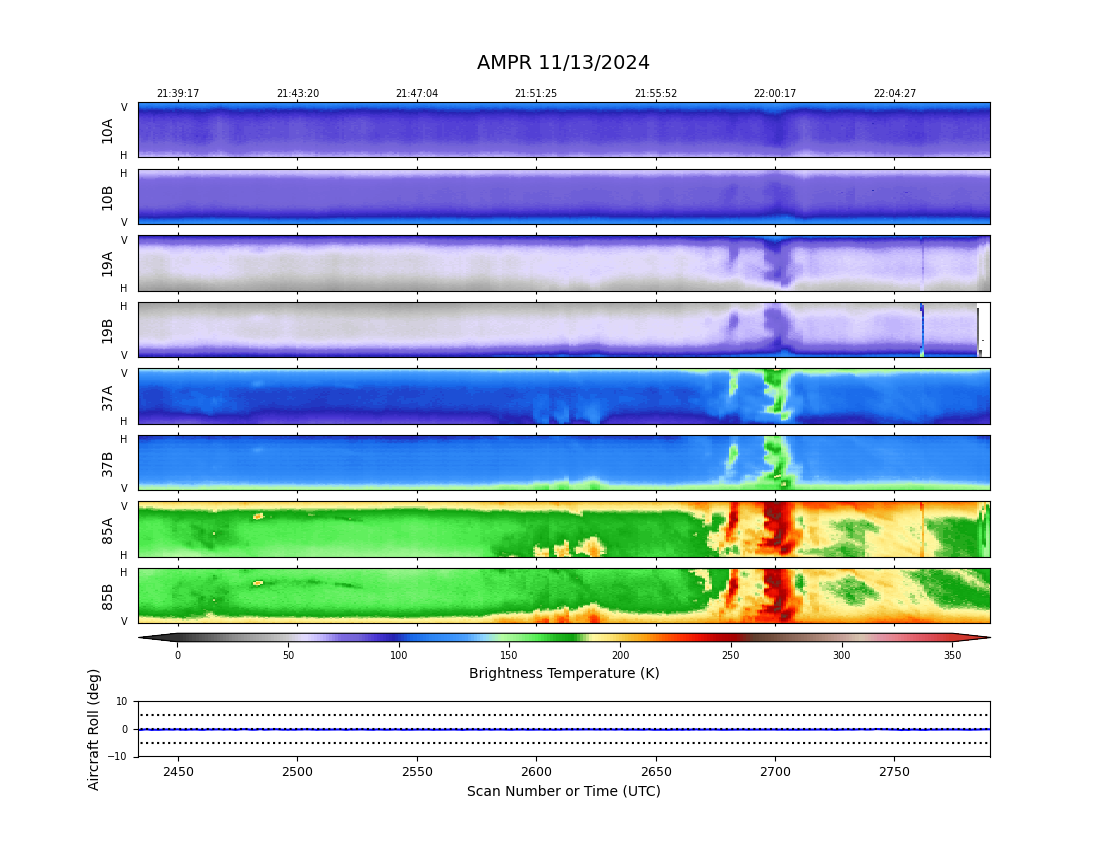 AMPR 11/13/2024
21:39:17 21:43:20 21:47:04 21:51:25 21:55:52 22:00:17 22:04:27
V
10A
H
H
10B
V
V
19A
H
H
19B
V
V
37A
H
H
37B
V
V
85A
H
H
85B
V
0 50 100 150 200 250 300 350
Brightness Temperature (K)
Aircraft Roll (deg)
10
0
−10
2450 2500 2550 2600 2650 2700 2750
Scan Number or Time (UTC)